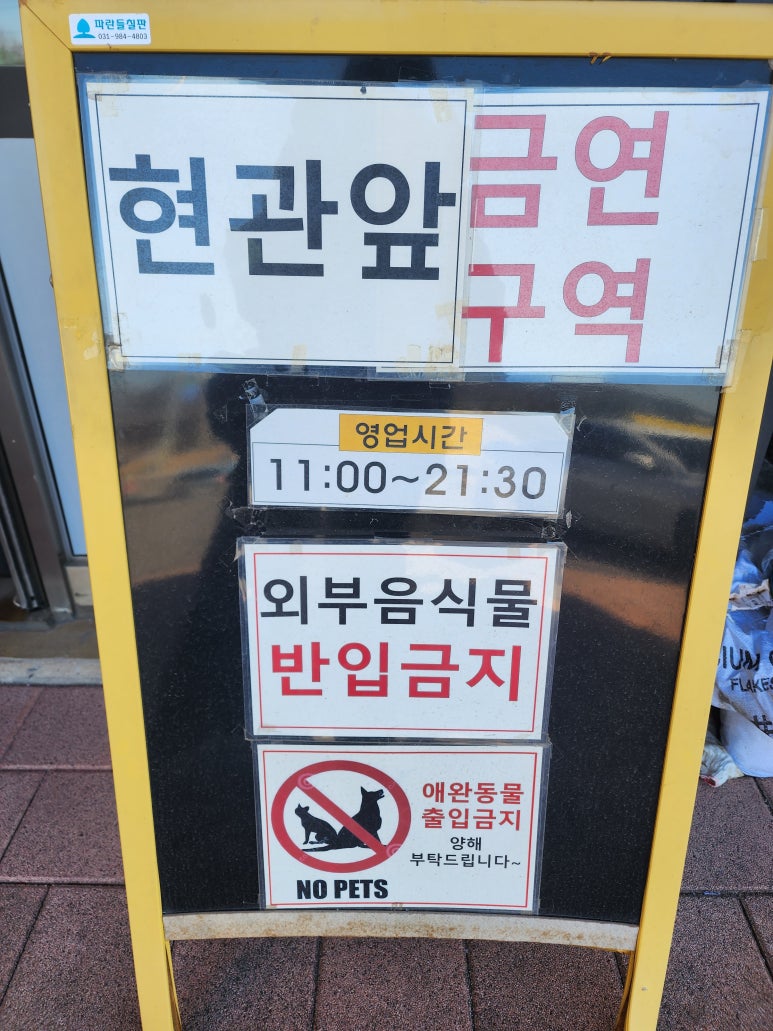 파란들실판
031-984-4803
현관앞
금연
구역
영업시간
11:00~21:30
외부음식물
반입금지
애완동물
출입금지
양해
부탁드립니다~
NO PETS
FLAKES